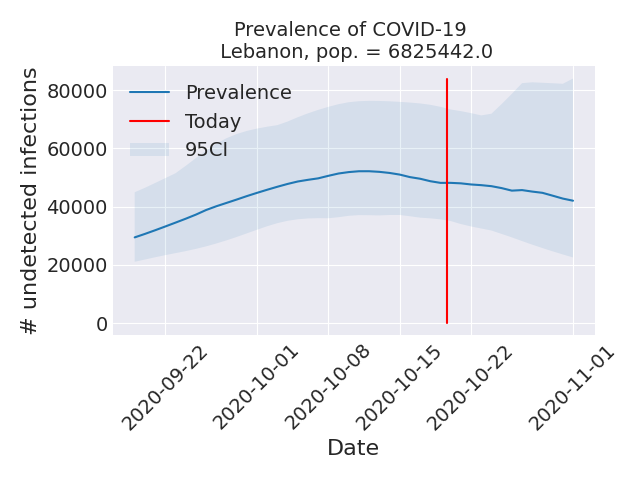 Prevalence of COVID-19
Lebanon, pop. = 6825442.0
# undetected infections
80000
60000
40000
20000
0
Prevalence
Today
95CI
2020-09-22
2020-10-01
2020-10-08
2020-10-15
2020-10-22
2020-11-01
Date